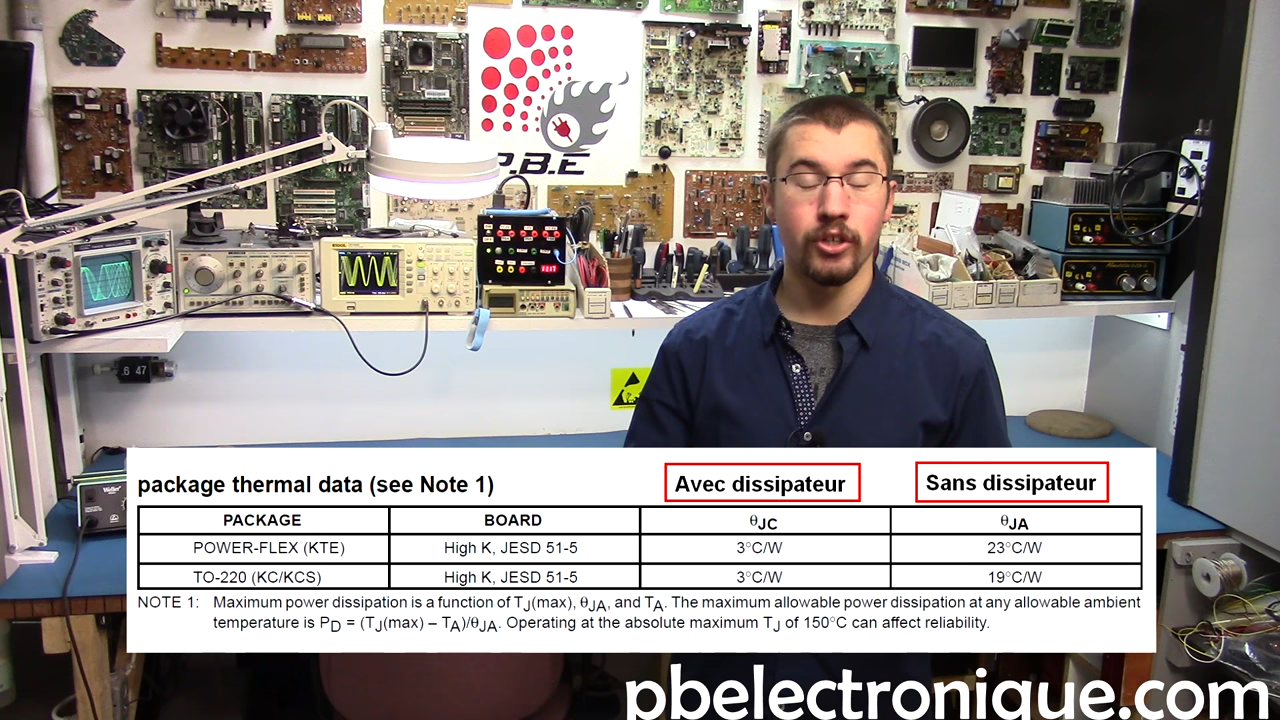 P.B.E
6 47
package thermal data (see Note 1)
Avec dissipateur
Sans dissipateur
PACKAGE BOARD θJC θJA
POWER-FLEX (KTE) High K, JESD 51-5 3°C/W 23°C/W
TO-220 (KC/KCS) High K, JESD 51-5 3°C/W 19°C/W
NOTE 1: Maximum power dissipation is a function of TJ(max), θJA, and TA. The maximum allowable power dissipation at any allowable ambient
temperature is PD = (TJ(max) – TA)/θJA. Operating at the absolute maximum TJ of 150°C can affect reliability.
pbelectronique.com